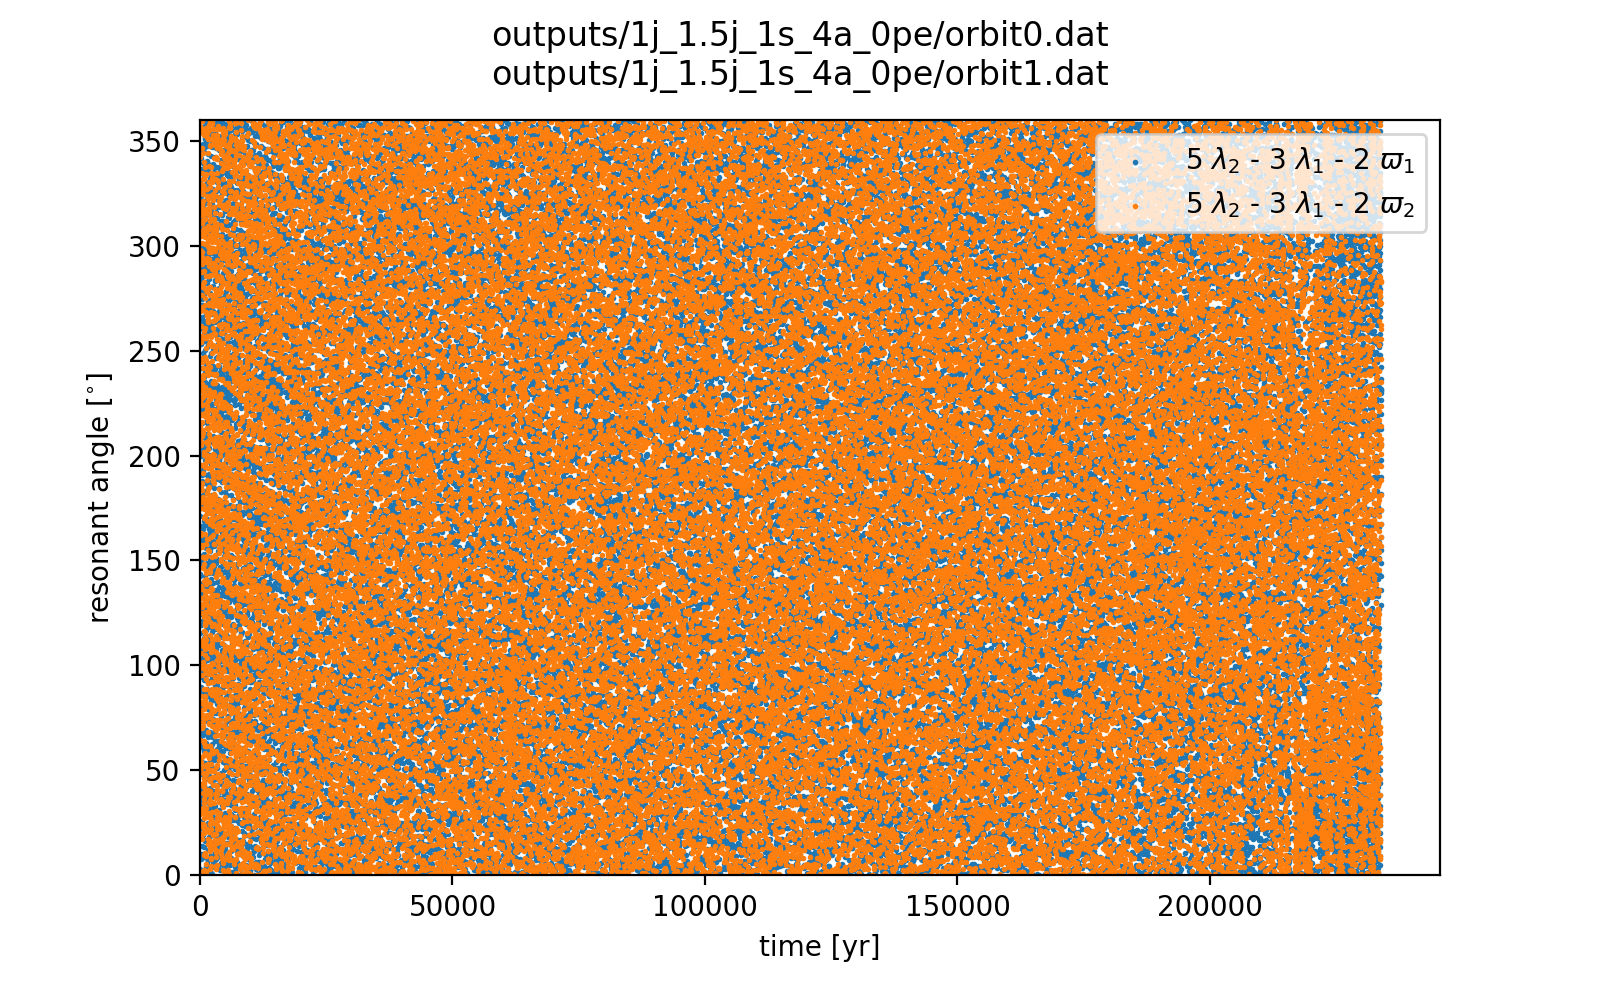 outputs/1j_1.5j_1s_4a_0pe/orbit0.dat
outputs/1j_1.5j_1s_4a_0pe/orbit1.dat
350
300
250
200
150
100
50
0
resonant angle [°]
5 λ₂ - 3 λ₁ - 2 ϖ₁
5 λ₂ - 3 λ₁ - 2 ϖ₂
0 50000 100000 150000 200000
time [yr]